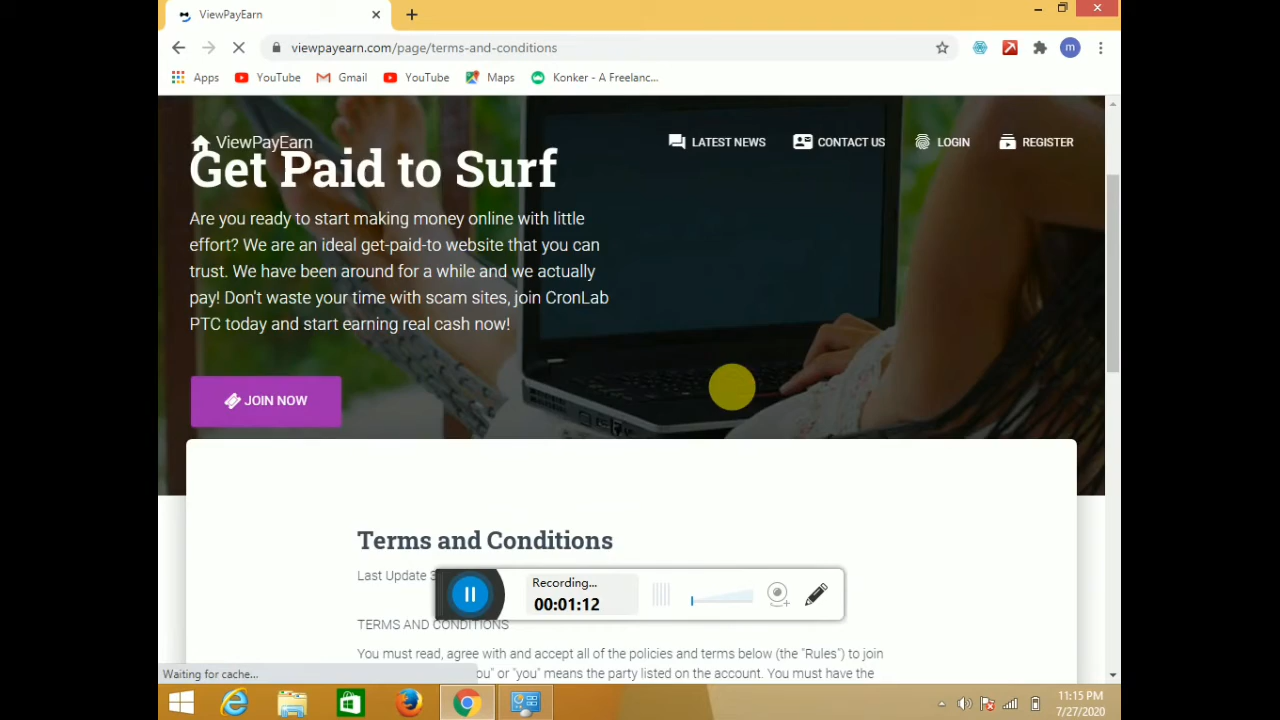 ViewPayEarn
viewpayearn.com/page/terms-and-conditions
Apps YouTube Gmail YouTube Maps Konker - A Freelanc...
ViewPayEarn LATEST NEWS CONTACT US LOGIN REGISTER
Get Paid to Surf
Are you ready to start making money online with little
effort? We are an ideal get-paid-to website that you can
trust. We have been around for a while and we actually
pay! Don't waste your time with scam sites, join CronLab
PTC today and start earning real cash now!
JOIN NOW
Terms and Conditions
Last Update
Recording...
00:01:12
TERMS AND CONDITIONS
You must read, agree with and accept all of the policies and terms below (the "Rules") to join
or "you" means the party listed on the account. You must have the
Waiting for cache...
11:15 PM
7/27/2020